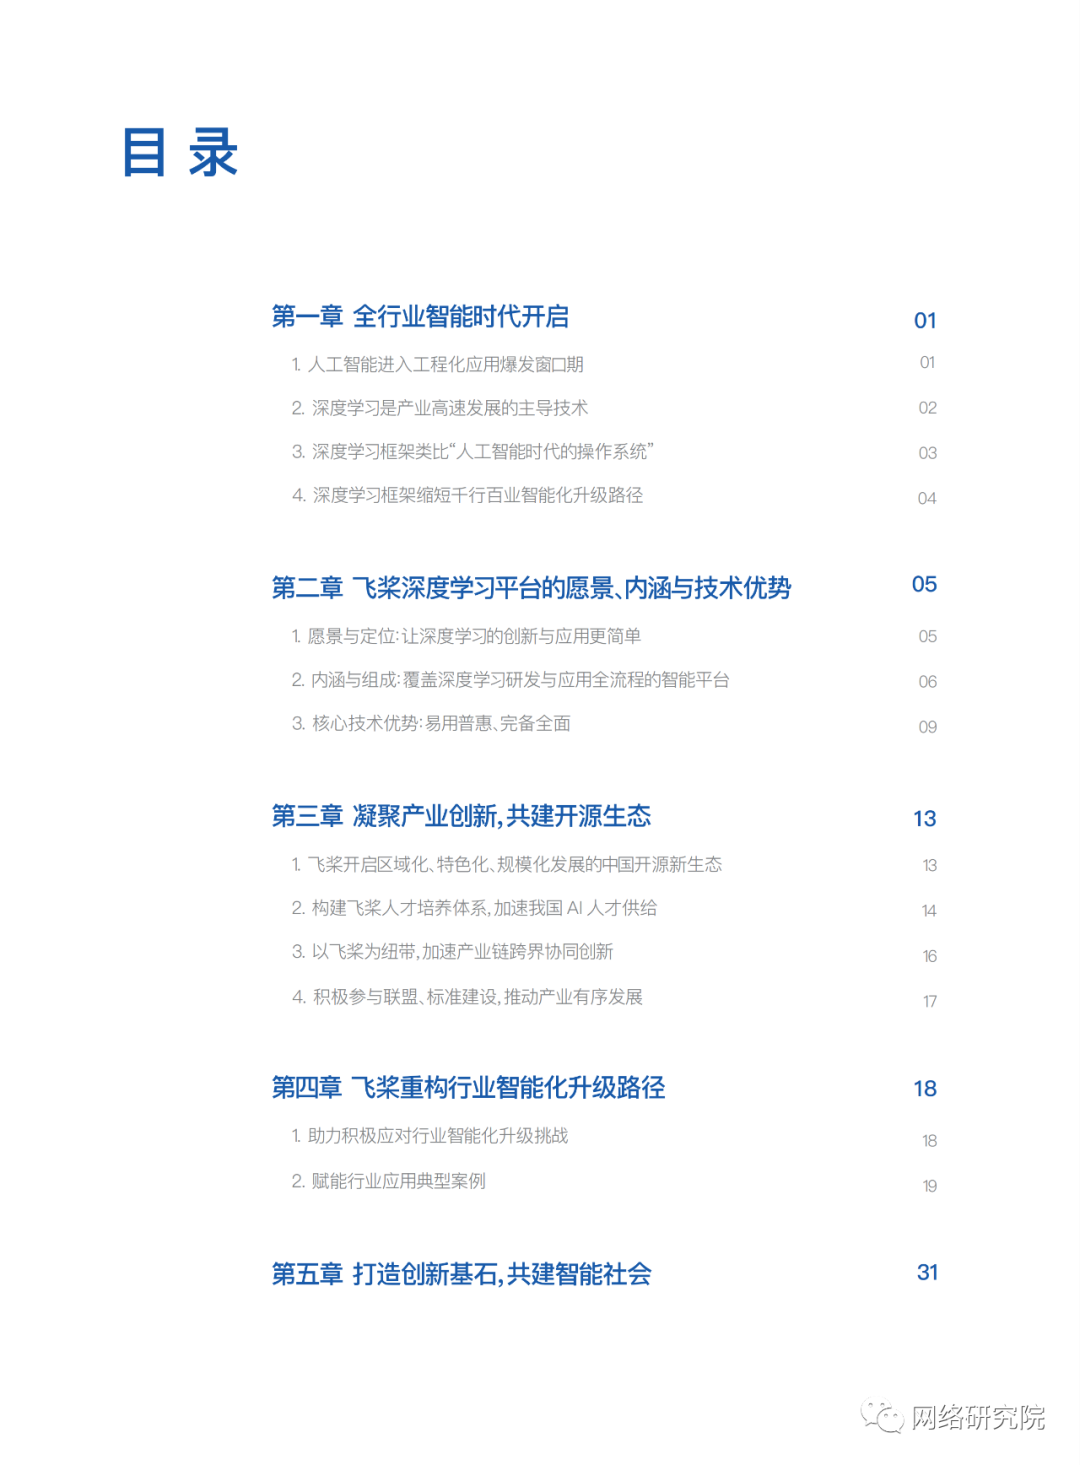 目 录
第一章 全行业智能时代开启 01
1. 人工智能进入工程化应用爆发窗口期 01
2. 深度学习是产业高速发展的主导技术 02
3. 深度学习框架类比“人工智能时代的操作系统” 03
4. 深度学习框架缩短千行百业智能化升级路径 04
第二章 飞桨深度学习平台的愿景、内涵与技术优势 05
1. 愿景与定位:让深度学习的创新与应用更简单 05
2. 内涵与组成:覆盖深度学习研发与应用全流程的智能平台 06
3. 核心技术优势:易用普惠、完备全面 09
第三章 凝聚产业创新,共建开源生态 13
1. 飞桨开启区域化、特色化、规模化发展的中国开源新生态 13
2. 构建飞桨人才培养体系,加速我国 AI 人才供给 14
3. 以飞桨为纽带,加速产业链跨界协同创新 16
4. 积极参与联盟、标准建设,推动产业有序发展 17
第四章 飞桨重构行业智能化升级路径 18
1. 助力积极应对行业智能化升级挑战 18
2. 赋能行业应用典型案例 19
第五章 打造创新基石,共建智能社会 31
网络研究院